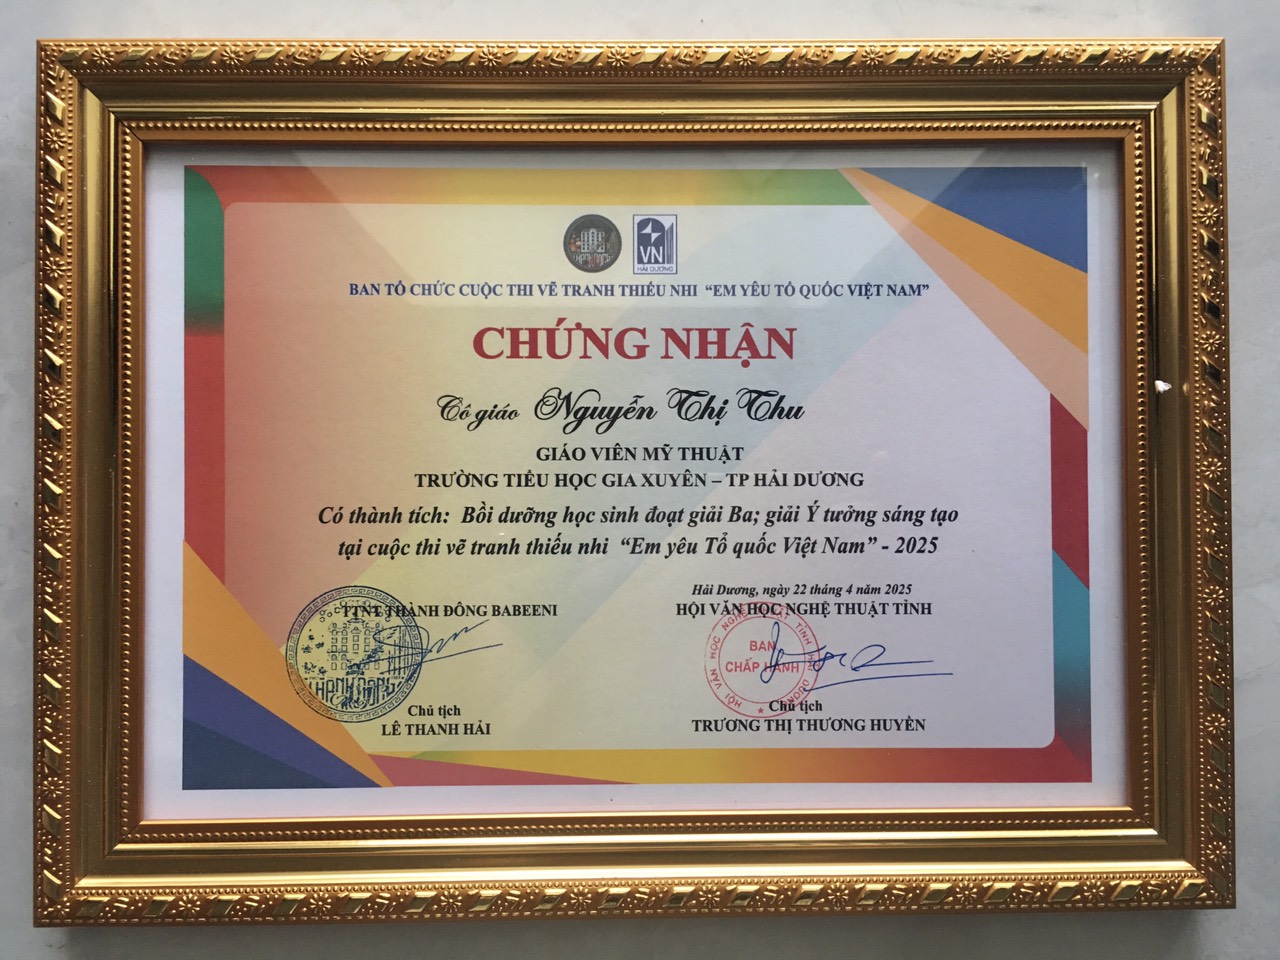 VN
HẢI DƯƠNG
BAN TỔ CHỨC CUỘC THI VẼ TRANH THIẾU NHI “EM YÊU TỔ QUỐC VIỆT NAM”
CHỨNG NHẬN
Cô giáo Nguyễn Thị Thu
GIÁO VIÊN MỸ THUẬT
TRƯỜNG TIỂU HỌC GIA XUYÊN – TP HẢI DƯƠNG
Có thành tích: Bồi dưỡng học sinh đoạt giải Ba; giải Ý tưởng sáng tạo
tại cuộc thi vẽ tranh thiếu nhi “Em yêu Tổ quốc Việt Nam” - 2025
Hải Dương, ngày 22 tháng 4 năm 2025
TTNT THÀNH ĐÔNG BABEENI
HỘI VĂN HỌC NGHỆ THUẬT TỈNH
BAN
CHẤP HÀNH
Chủ tịch
LÊ THANH HẢI
Chủ tịch
TRƯƠNG THỊ THƯƠNG HUYỀN